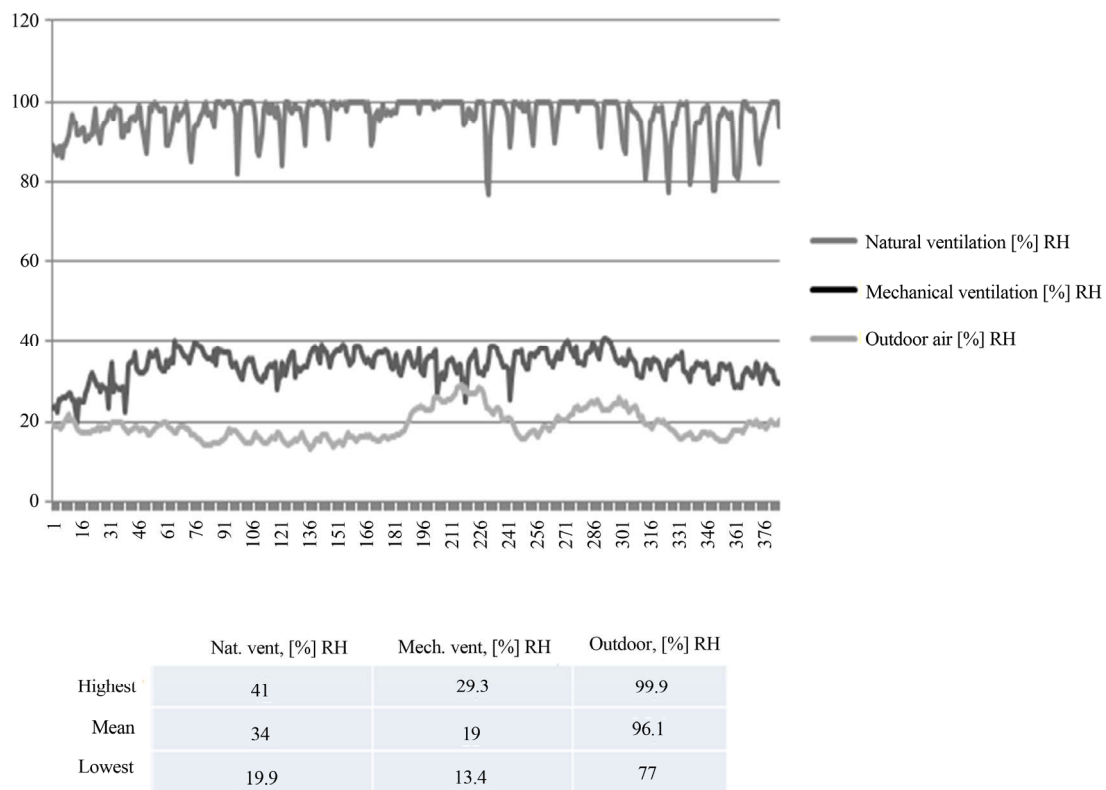 120
100
80
60
40
20
0
1 16 31 46 61 76 91 106 121 136 151 166 181 196 211 226 241 256 271 286 301 316 331 346 361 376
Natural ventilation [%] RH
Mechanical ventilation [%] RH
Outdoor air [%] RH
Nat. vent, [%] RH Mech. vent, [%] RH Outdoor, [%] RH
Highest 41 29.3 99.9
Mean 34 19 96.1
Lowest 19.9 13.4 77